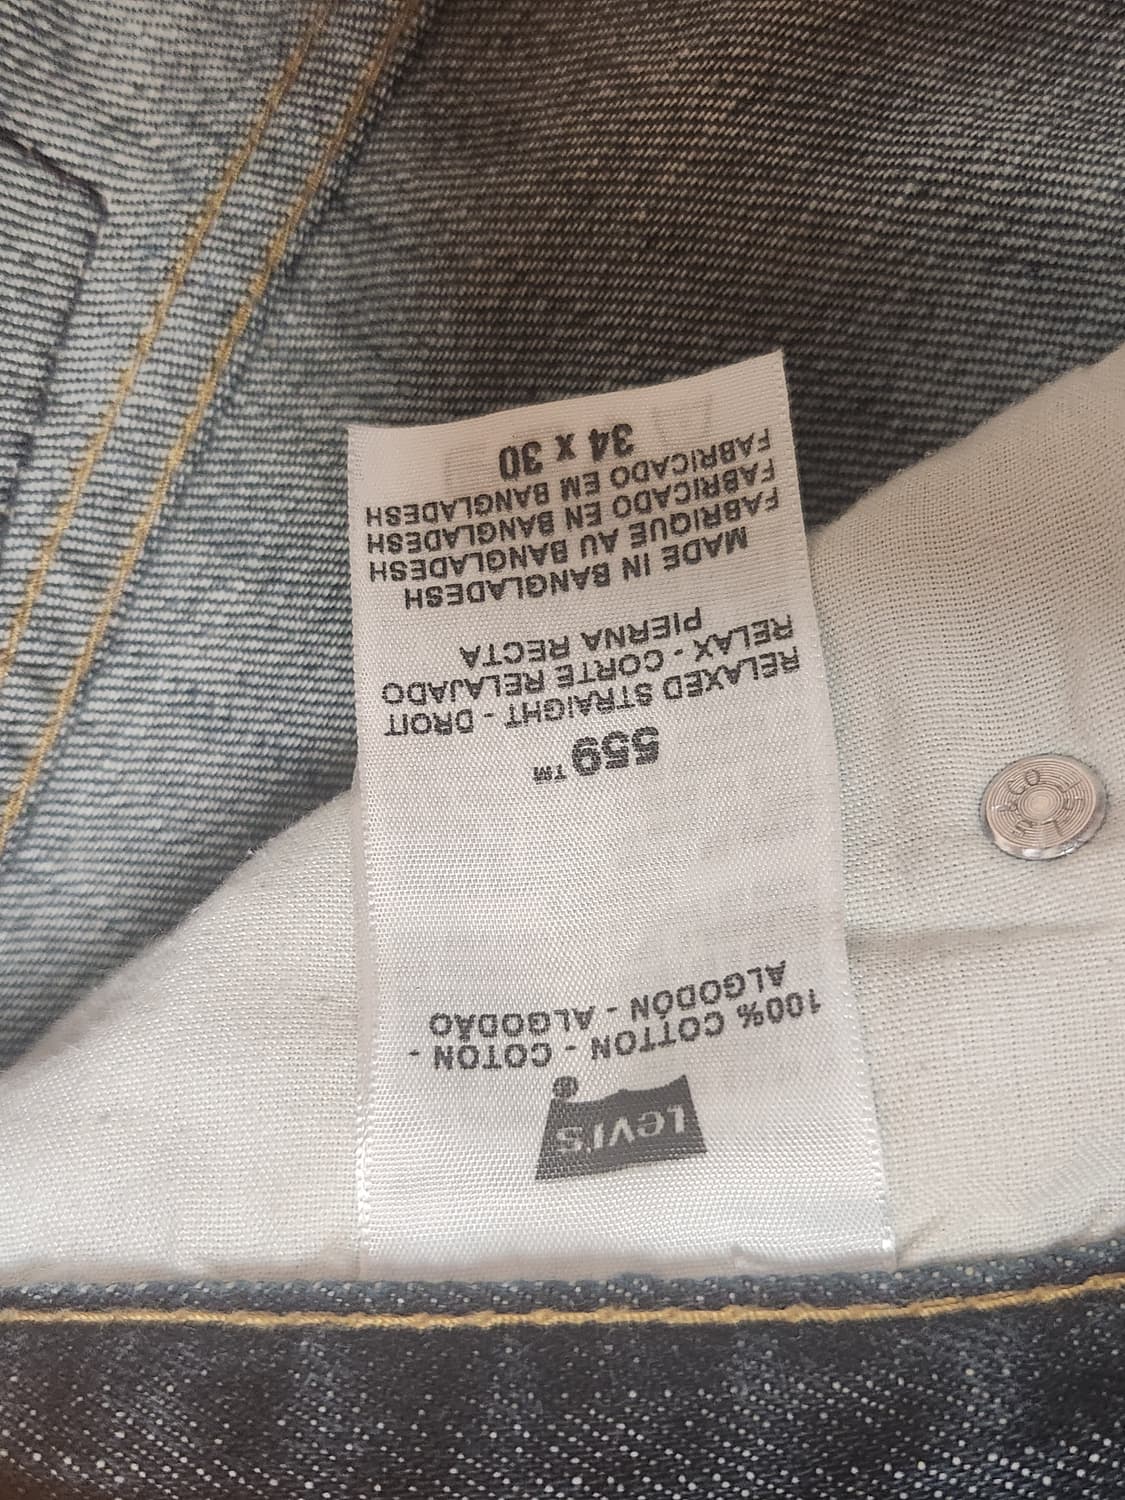 Levi's
®
100% COTTON - COTON -
ALGODÓN - ALGODÃO
559™
RELAXED STRAIGHT - DROIT
RELAX - CORTE RELAJADO
PIERNA RECTA
MADE IN BANGLADESH
FABRIQUE AU BANGLADESH
FABRICADO EN BANGLADESH
FABRICADO EM BANGLADESH
34 X 30
& CO